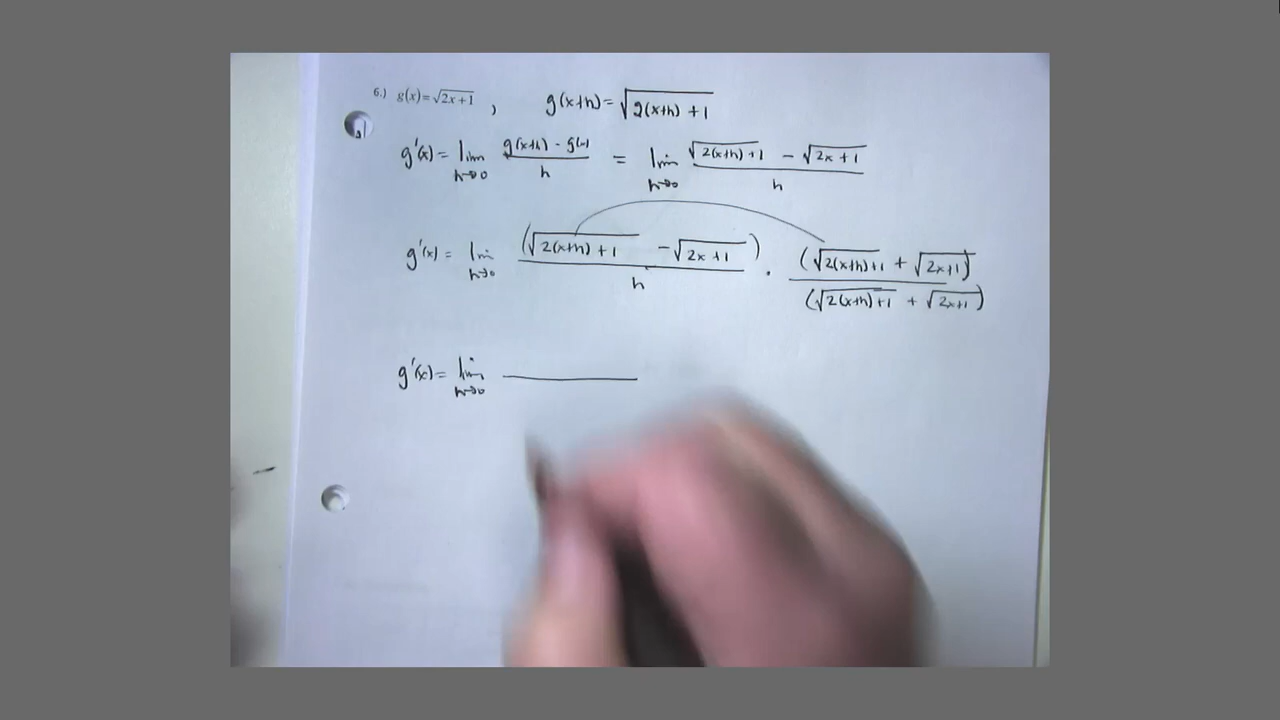 6.) g(x)=√2x+1 , g(x+h)=√2(x+h)+1
a)
g'(x)= lim h→0 g(x+h) - g(x) / h = lim h→0 √2(x+h)+1 - √2x+1 / h
g'(x)= lim h→0 (√2(x+h)+1 - √2x+1) / h · (√2(x+h)+1 + √2x+1) / (√2(x+h)+1 + √2x+1)
g'(x)= lim h→0